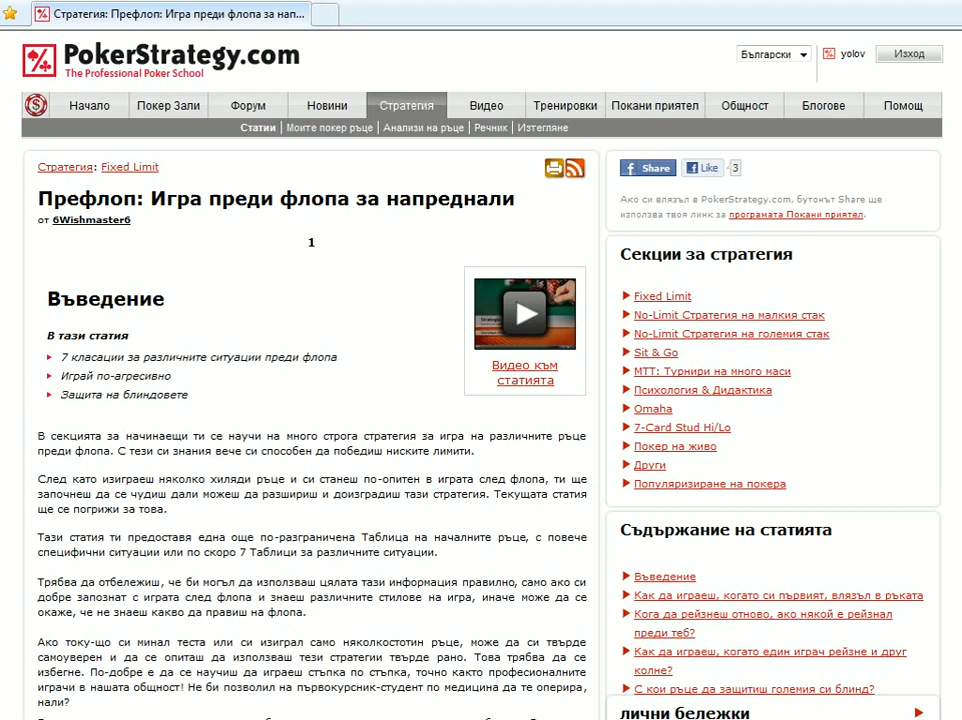 Стратегия: Префлоп: Игра преди флопа за нап...
PokerStrategy.com
The Professional Poker School
Български
yolov
Изход
Начало
Покер Зали
Форум
Новини
Стратегия
Видео
Тренировки
Покани приятел
Общност
Блогове
Помощ
Статии | Моите покер ръце | Анализи на ръце | Речник | Изтегляне
Стратегия: Fixed Limit
Префлоп: Игра преди флопа за напреднали
от 6Wishmaster6
1
Въведение
В тази статия
7 класации за различните ситуации преди флопа
Играй по-агресивно
Защита на блиндовете
Видео към
статията
В секцията за начинаещи ти се научи на много строга стратегия за игра на различните ръце
преди флопа. С тези си знания вече си способен да победиш ниските лимити.
След като изиграеш няколко хиляди ръце и си станеш по-опитен в играта след флопа, ти ще
започнеш да се чудиш дали можеш да разшириш и доизградиш тази стратегия. Текущата статия
ще се погрижи за това.
Тази статия ти предоставя една още по-разграничена Таблица на началните ръце, с повече
специфични ситуации или по скоро 7 Таблици за различните ситуации.
Трябва да отбележиш, че би могъл да използваш цялата тази информация правилно, само ако си
добре запознат с играта след флопа и знаеш различните стилове на игра, иначе може да се
окаже, че не знаеш какво да правиш на флопа.
Ако току-що си минал теста или си изиграл само няколкостотин ръце, може да си твърде
самоуверен и да се опиташ да използваш тези стратегии твърде рано. Това трябва да се
избегне. По-добре е да се научиш да играеш стъпка по стъпка, точно както професионалните
играчи в нашата общност! Не би позволил на първокурсник-студент по медицина да те оперира,
нали?
Share
Like
3
Ако си влязъл в PokerStrategy.com, бутонът Share ще
използва твоя линк за програмата Покани приятел.
Секции за стратегия
Fixed Limit
No-Limit Стратегия на малкия стак
No-Limit Стратегия на големия стак
Sit & Go
МТТ: Турнири на много маси
Психология & Дидактика
Omaha
7-Card Stud Hi/Lo
Покер на живо
Други
Популяризиране на покера
Съдържание на статията
Въведение
Как да играеш, когато си първият, влязъл в ръката
Кога да рейзнеш отново, ако някой е рейзнал
преди теб?
Как да играеш, когато един играч рейзне и друг
колне?
С кои ръце да защитиш големия си блинд?
лични бележки